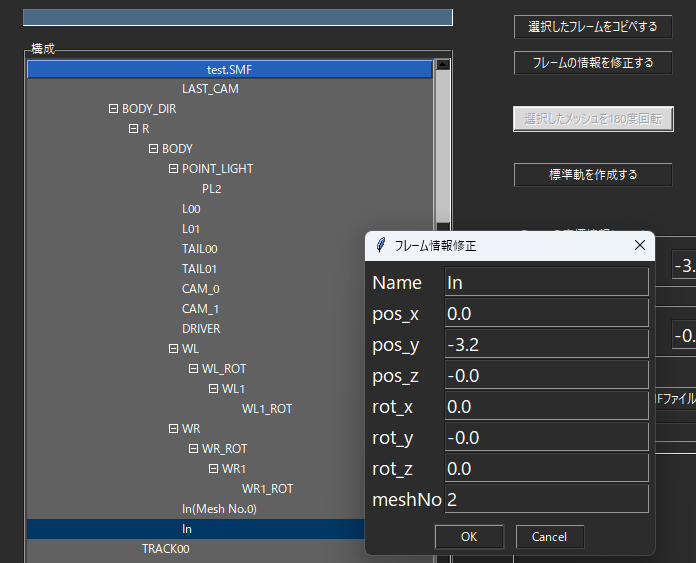 選択したフレームをコピペする
構成
フレームの情報を修正する
test.SMF
LAST_CAM
BODY_DIR
R
BODY
POINT_LIGHT
PL2
L00
L01
TAIL00
TAIL01
CAM_0
CAM_1
DRIVER
WL
WL_ROT
WL1
WL1_ROT
WR
WR_ROT
WR1
WR1_ROT
In(Mesh No.0)
In
TRACK00
選択したメッシュを180度回転
標準軌を作成する
-3.
-0.
Fファイル
フレーム情報修正
Name In
pos_x 0.0
pos_y -3.2
pos_z -0.0
rot_x 0.0
rot_y -0.0
rot_z 0.0
meshNo 2
OK Cancel